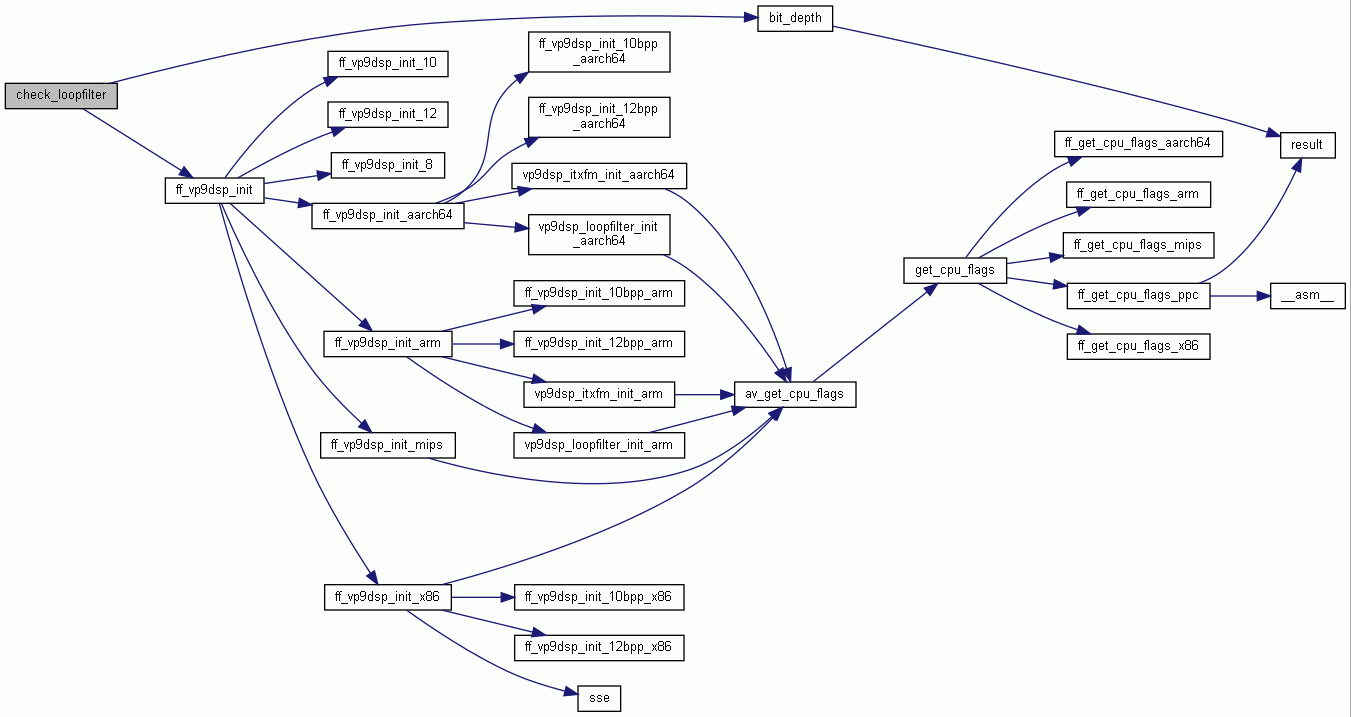 check_loopfilter
bit_depth
ff_vp9dsp_init
ff_vp9dsp_init_10
ff_vp9dsp_init_12
ff_vp9dsp_init_8
ff_vp9dsp_init_aarch64
ff_vp9dsp_init_10bpp
_aarch64
ff_vp9dsp_init_12bpp
_aarch64
vp9dsp_itxfm_init_aarch64
vp9dsp_loopfilter_init
_aarch64
ff_vp9dsp_init_arm
ff_vp9dsp_init_10bpp_arm
ff_vp9dsp_init_12bpp_arm
vp9dsp_itxfm_init_arm
vp9dsp_loopfilter_init_arm
ff_vp9dsp_init_mips
ff_vp9dsp_init_x86
ff_vp9dsp_init_10bpp_x86
ff_vp9dsp_init_12bpp_x86
sse
av_get_cpu_flags
get_cpu_flags
ff_get_cpu_flags_aarch64
ff_get_cpu_flags_arm
ff_get_cpu_flags_mips
ff_get_cpu_flags_ppc
ff_get_cpu_flags_x86
result
__asm__